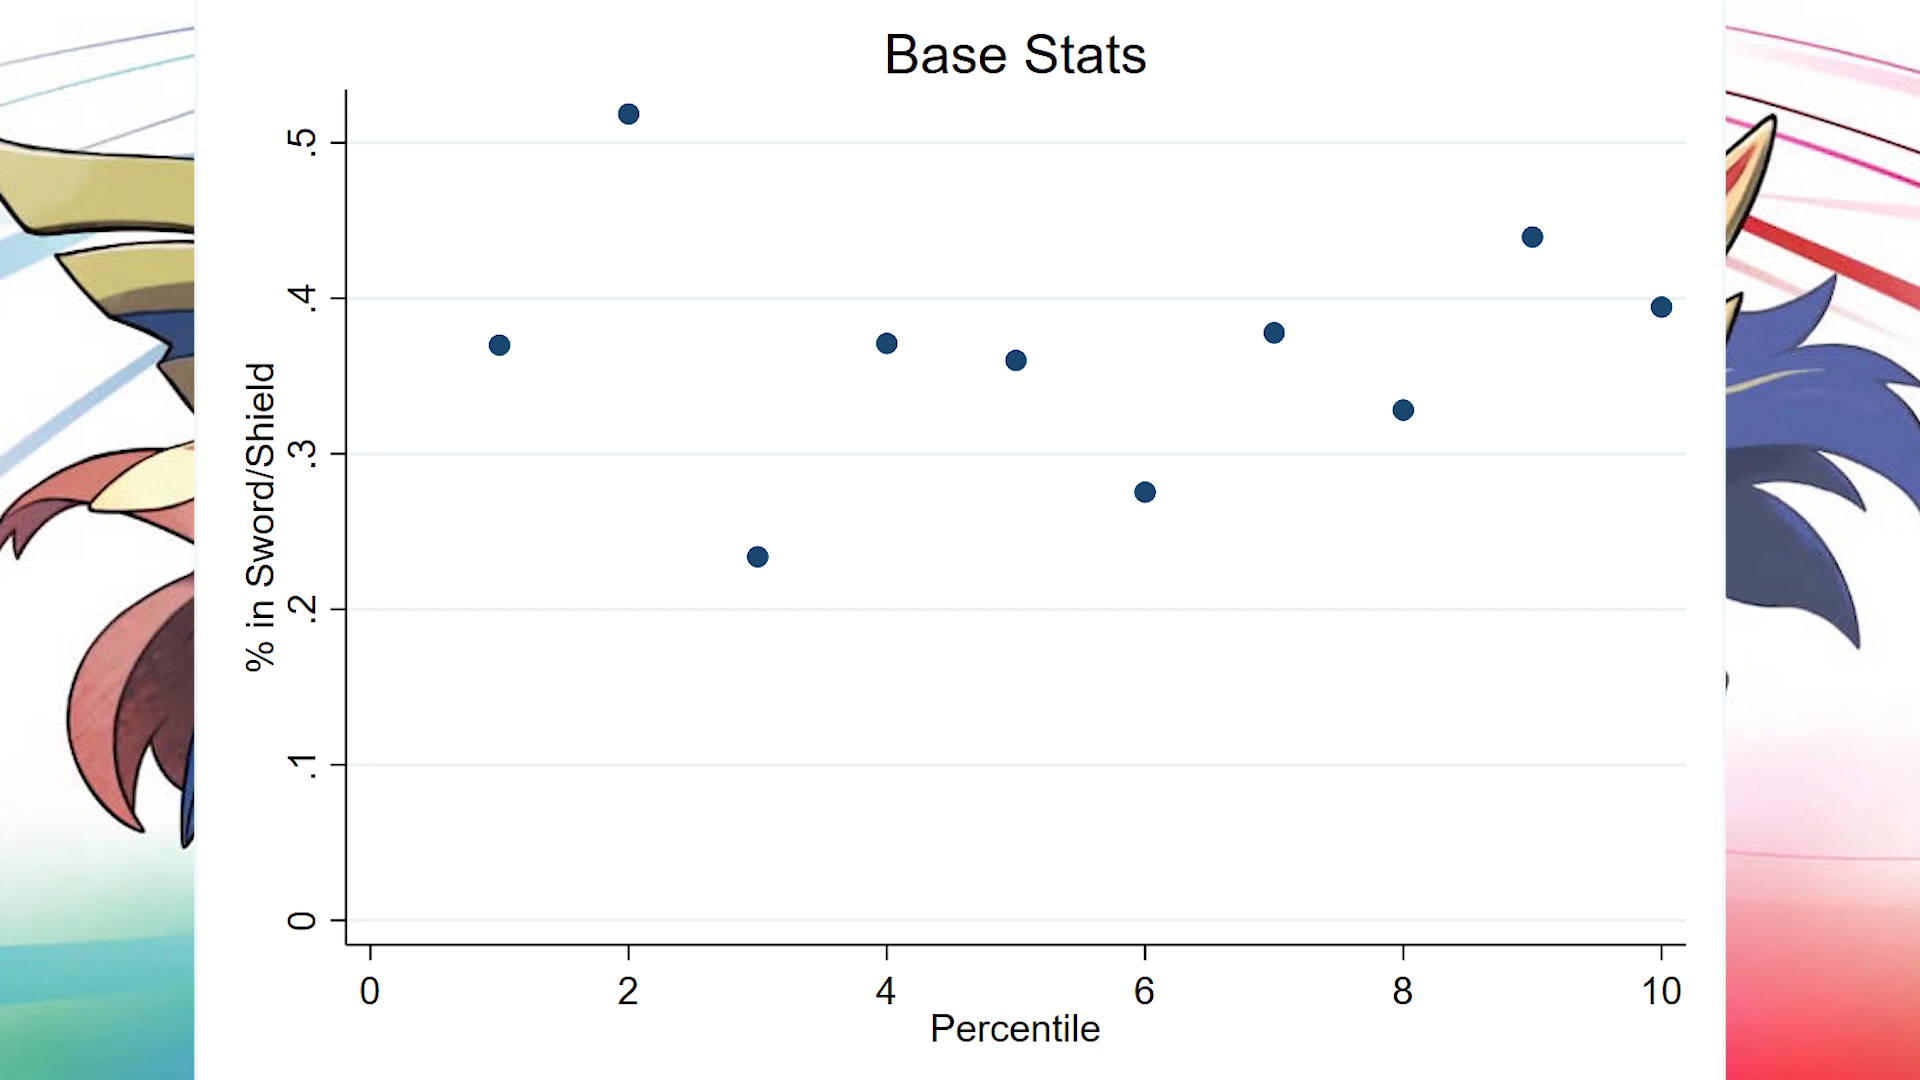 Base Stats
% in Sword/Shield
.5
.4
.3
.2
.1
0
0 2 4 6 8 10
Percentile